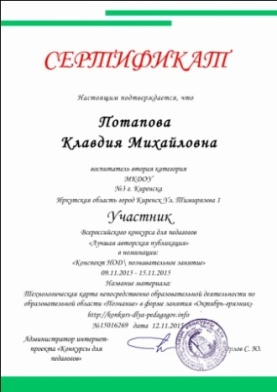 СЕРТИФИКАТ
Настоящим подтверждается, что
Потапова
Клавдия Михайловна
воспитатель вторая категория
МКДОУ
№3 г. Киренска
Иркутская область город Киренск Ул. Тимирязева 1
Участник
Всероссийского конкурса для педагогов
«Лучшая авторская публикация»
в номинации:
«Конспект НОД\ познавательное занятие»
09.11.2015 - 15.11.2015
Название материала:
Технологическая карта непосредственно образовательной деятельности по
образовательной области «Познание» в форме занятия «Октябрь-грязник»
http://konkurs-dlya-pedagogov.info
№15016269 дата 12.11.
Администратор интернет-
проекта «Конкурсы для
педагогов»
С. Ю.